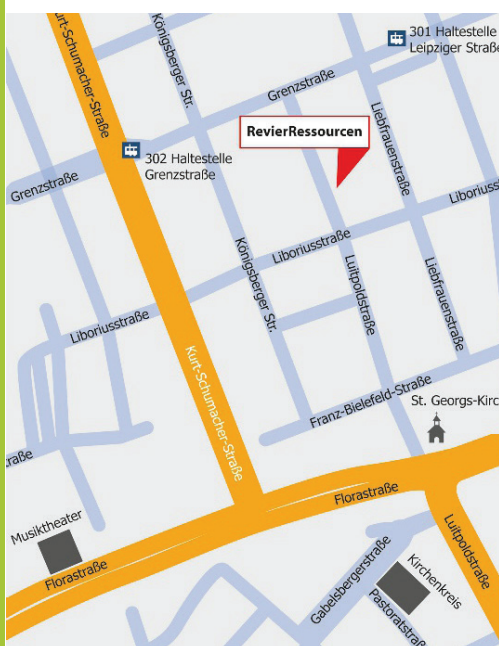 301 Haltestelle
Leipziger Straße
Kurt-Schumacher-Straße
Königsberger Str.
Grenzstraße
RevierRessourcen
Liebfrauenstraße
302 Haltestelle
Grenzstraße
Grenzstraße
Liboriusstraße
Liboriusstraße
Königsberger Str.
Luitpoldstraße
Liebfrauenstraße
Liboriusstraße
Kurt-Schumacher-Straße
Franz-Bielefeld-Straße
St. Georgs-Kirc
traße
Florastraße
Musiktheater
Luitpoldstraße
Florastraße
Gabelsbergerstraße
Kirchenkreis
Pastoratstraße